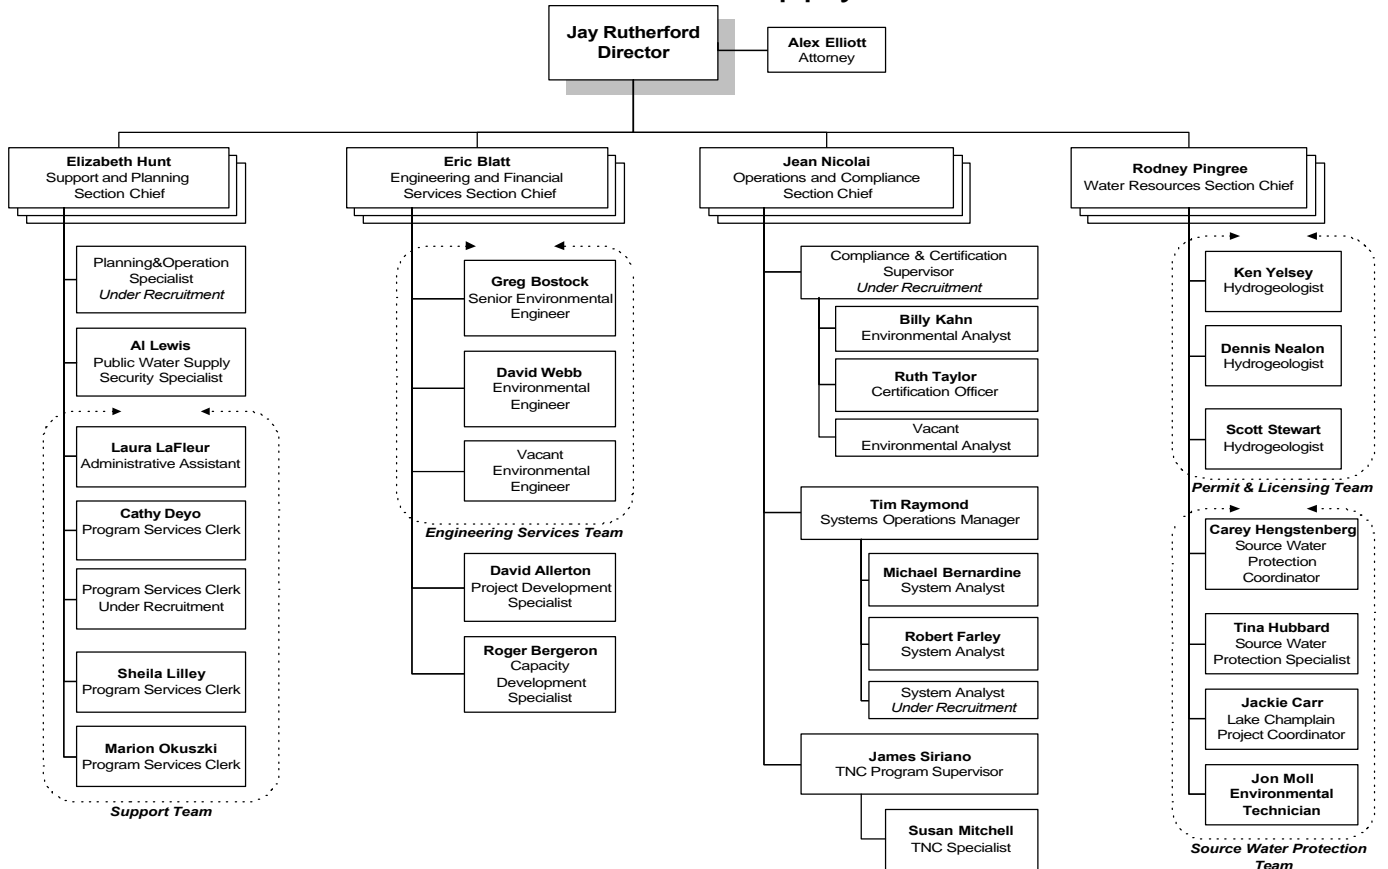 Jay Rutherford
Director
Alex Elliott
Attorney
Elizabeth Hunt
Support and Planning
Section Chief
Eric Blatt
Engineering and Financial
Services Section Chief
Jean Nicolai
Operations and Compliance
Section Chief
Rodney Pingree
Water Resources Section Chief
Planning&Operation
Specialist
Under Recruitment
Al Lewis
Public Water Supply
Security Specialist
Laura LaFleur
Administrative Assistant
Cathy Deyo
Program Services Clerk
Program Services Clerk
Under Recruitment
Sheila Lilley
Program Services Clerk
Marion Okuszki
Program Services Clerk
Support Team
Greg Bostock
Senior Environmental
Engineer
David Webb
Environmental
Engineer
Vacant
Environmental
Engineer
Engineering Services Team
David Allerton
Project Development
Specialist
Roger Bergeron
Capacity
Development
Specialist
Compliance & Certification
Supervisor
Under Recruitment
Billy Kahn
Environmental Analyst
Ruth Taylor
Certification Officer
Vacant
Environmental Analyst
Tim Raymond
Systems Operations Manager
Michael Bernardine
System Analyst
Robert Farley
System Analyst
System Analyst
Under Recruitment
James Siriano
TNC Program Supervisor
Susan Mitchell
TNC Specialist
Ken Yelsey
Hydrogeologist
Dennis Nealon
Hydrogeologist
Scott Stewart
Hydrogeologist
Permit & Licensing Team
Carey Hengstenberg
Source Water
Protection
Coordinator
Tina Hubbard
Source Water
Protection Specialist
Jackie Carr
Lake Champlain
Project Coordinator
Jon Moll
Environmental
Technician
Source Water Protection
Team